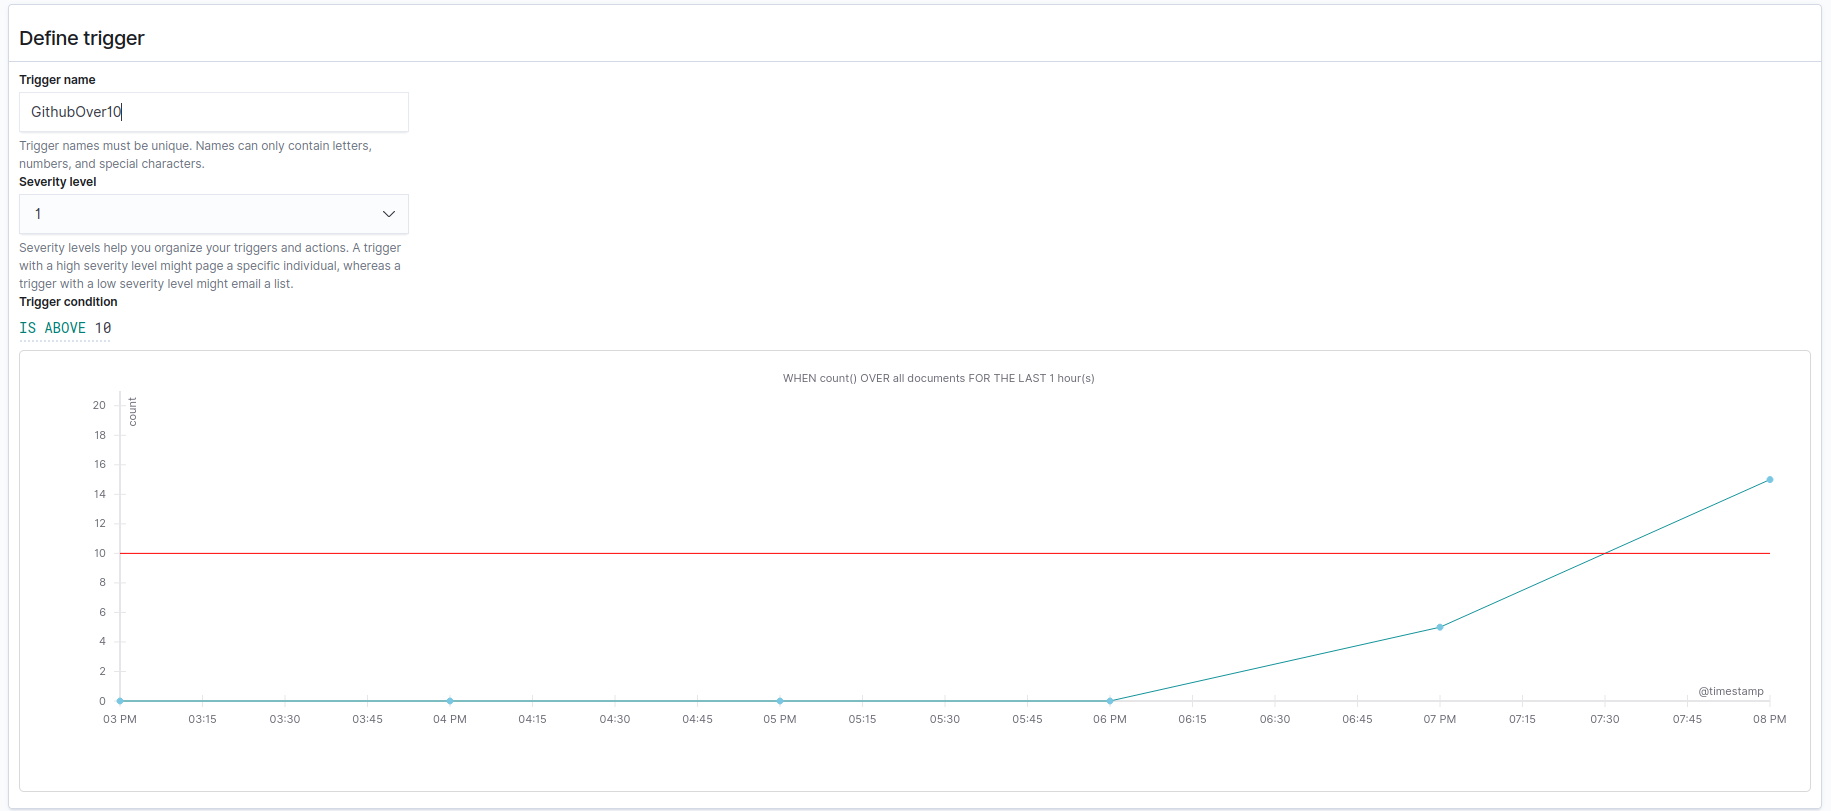 Define trigger
Trigger name
GithubOver10
Trigger names must be unique. Names can only contain letters,
numbers, and special characters.
Severity level
1
Severity levels help you organize your triggers and actions. A trigger
with a high severity level might page a specific individual, whereas a
trigger with a low severity level might email a list.
Trigger condition
IS ABOVE 10
WHEN count() OVER all documents FOR THE LAST 1 hour(s)
count
20
18
16
14
12
10
8
6
4
2
0
@timestamp
03 PM 03:15 03:30 03:45 04 PM 04:15 04:30 04:45 05 PM 05:15 05:30 05:45 06 PM 06:15 06:30 06:45 07 PM 07:15 07:30 07:45 08 PM